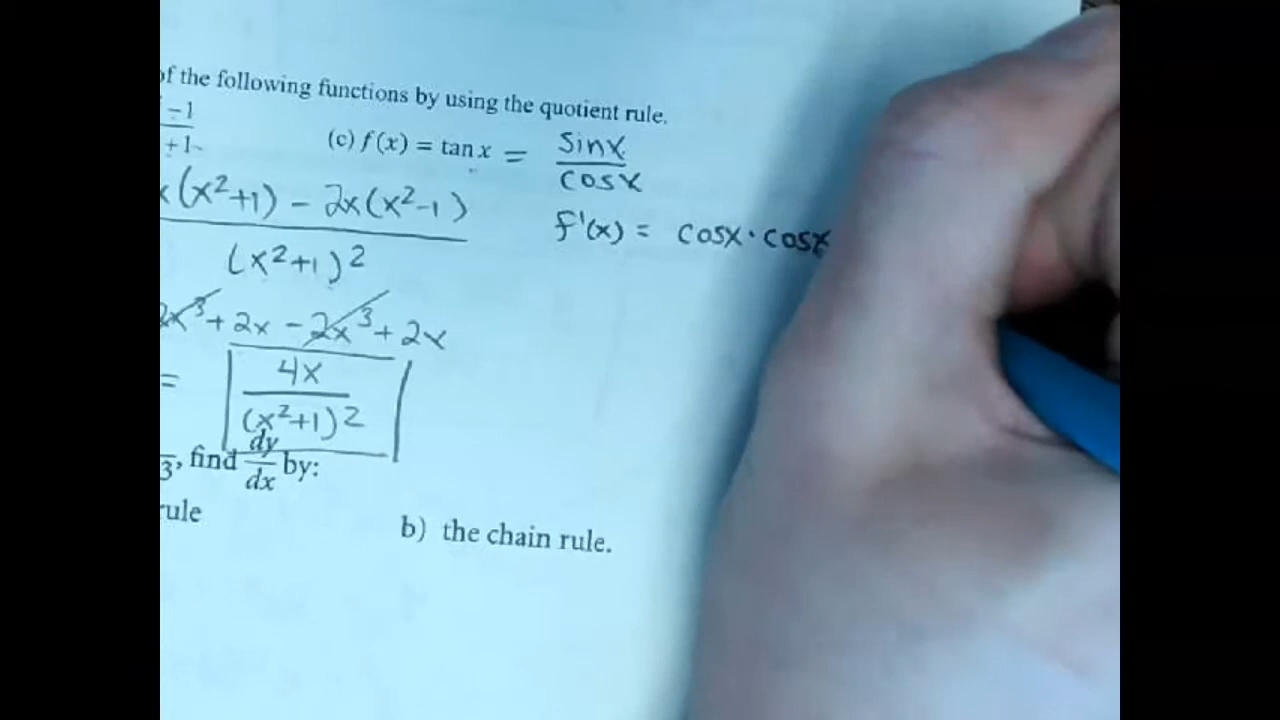 of the following functions by using the quotient rule.
-1
+1
(c) f(x) = tan x = sinx
cosx
x(x²+1) - 2x(x²-1)
(x²+1)²
f'(x) = cosx · cosx
2x³ + 2x - 2x³ + 2x
= 4x
(x²+1)²
3, find dy
dx by:
rule
b) the chain rule.